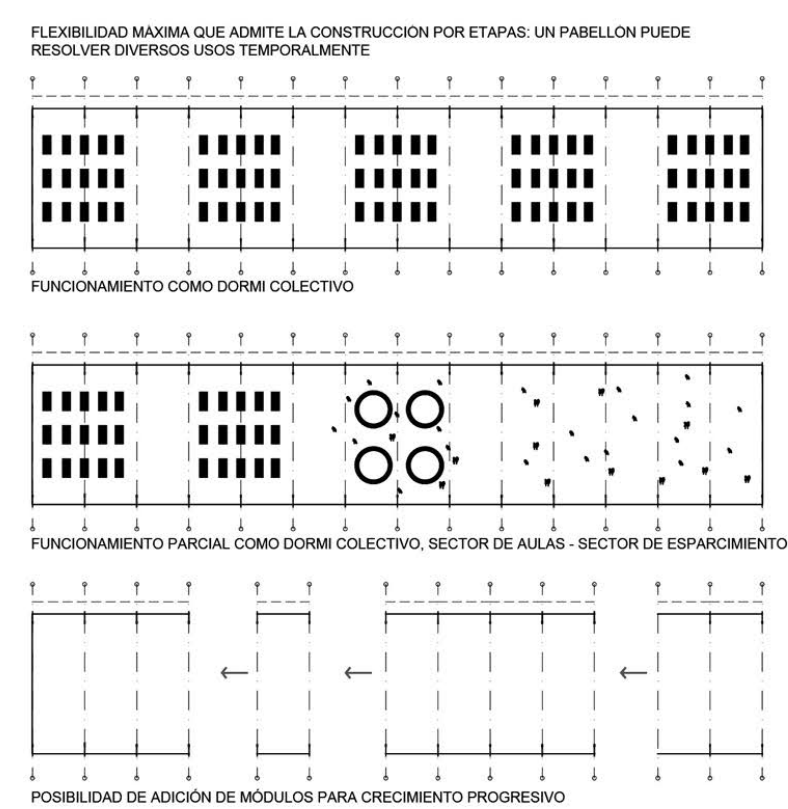 FLEXIBILIDAD MÁXIMA QUE ADMITE LA CONSTRUCCIÓN POR ETAPAS: UN PABELLÓN PUEDE
RESOLVER DIVERSOS USOS TEMPORALMENTE
FUNCIONAMIENTO COMO DORMI COLECTIVO
FUNCIONAMIENTO PARCIAL COMO DORMI COLECTIVO, SECTOR DE AULAS - SECTOR DE ESPARCIMIENTO
POSIBILIDAD DE ADICIÓN DE MÓDULOS PARA CRECIMIENTO PROGRESIVO